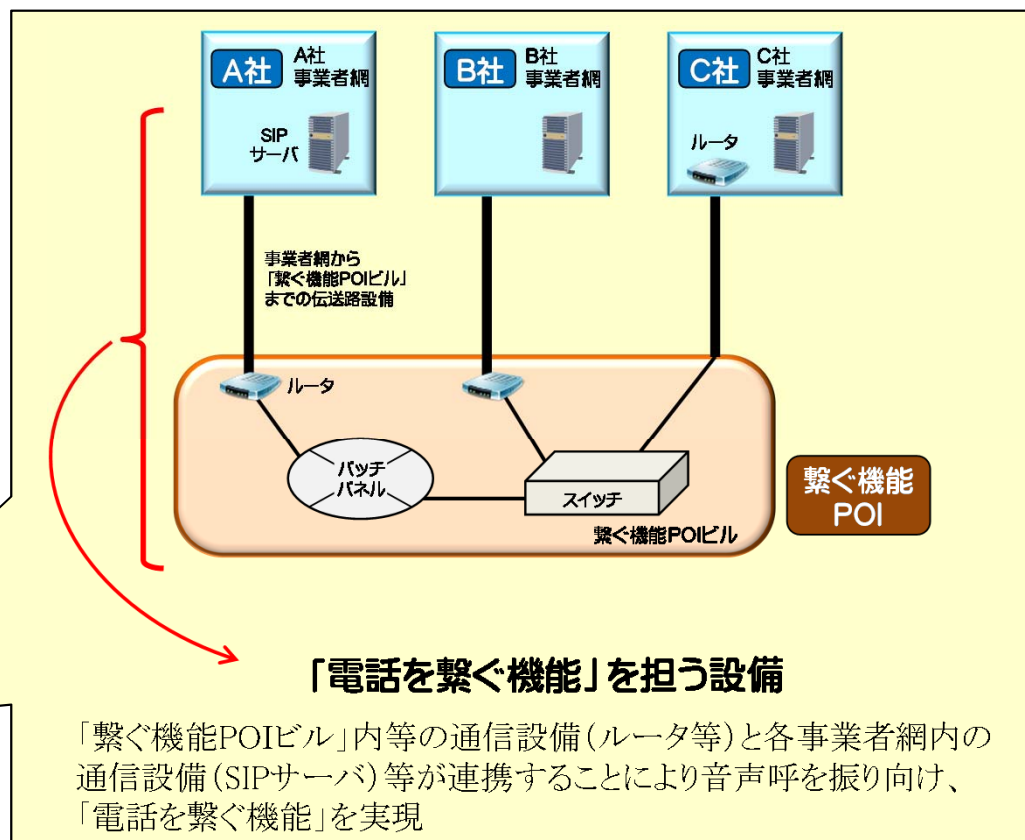 A社
A社
事業者網
B社
B社
事業者網
C社
C社
事業者網
SIP
サーバ
ルータ
事業者網から
「繋ぐ機能POIビル」
までの伝送路設備
ルータ
パッチ
パネル
スイッチ
繋ぐ機能POIビル
繋ぐ機能
POI
「電話を繋ぐ機能」を担う設備
「繋ぐ機能POIビル」内等の通信設備(ルータ等)と各事業者網内の
通信設備(SIPサーバ)等が連携することにより音声呼を振り向け、
「電話を繋ぐ機能」を実現